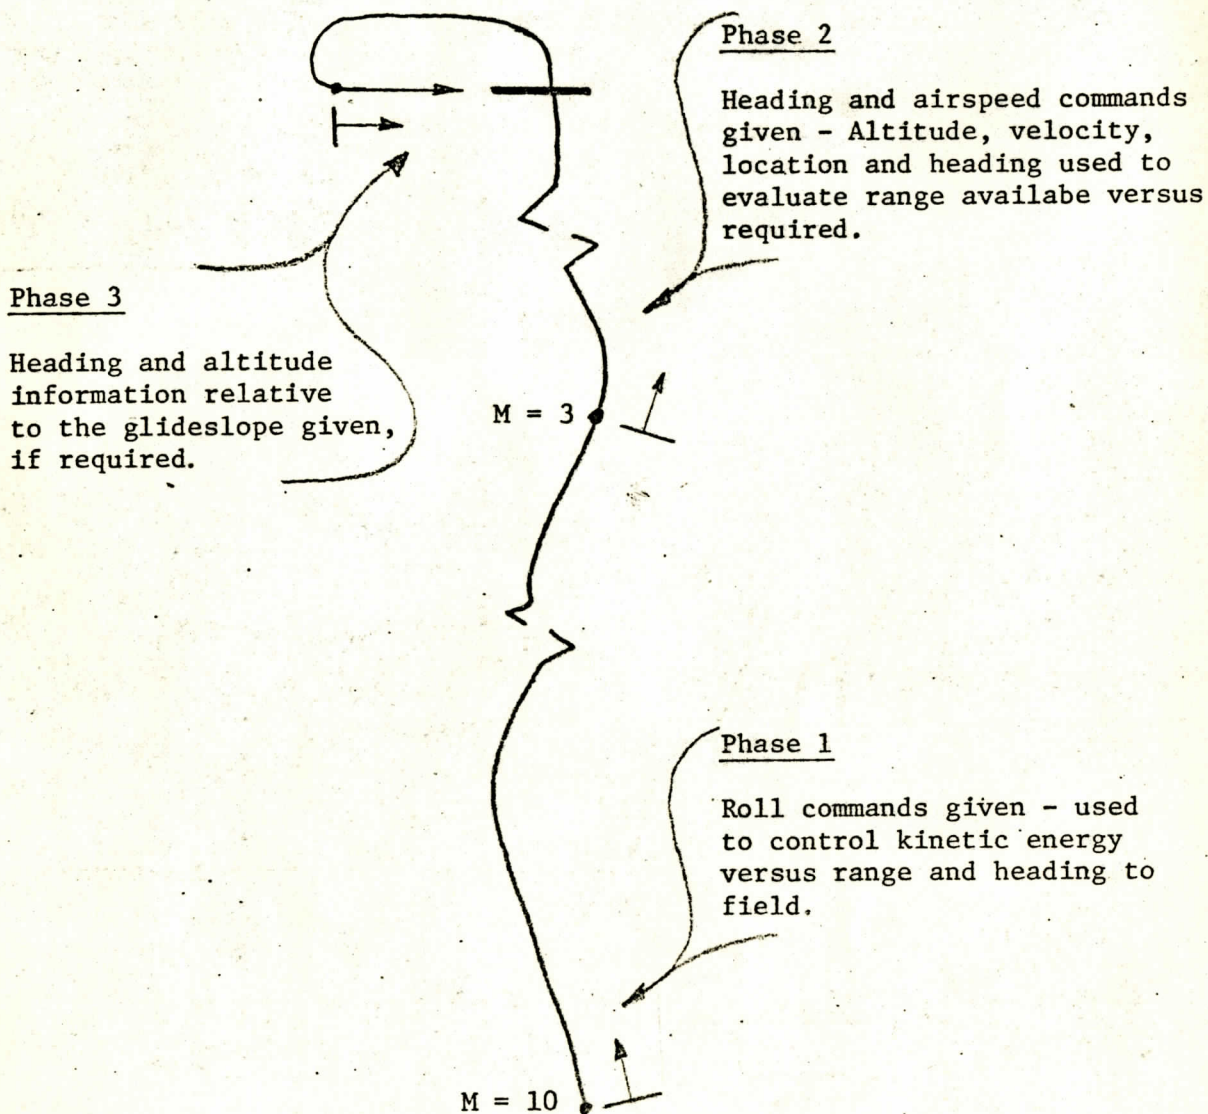 Phase 2
Heading and airspeed commands
given - Altitude, velocity,
location and heading used to
evaluate range availabe versus
required.
Phase 3
Heading and altitude
information relative
to the glideslope given,
if required.
M = 3
Phase 1
Roll commands given - used
to control kinetic energy
versus range and heading to
field.
M = 10